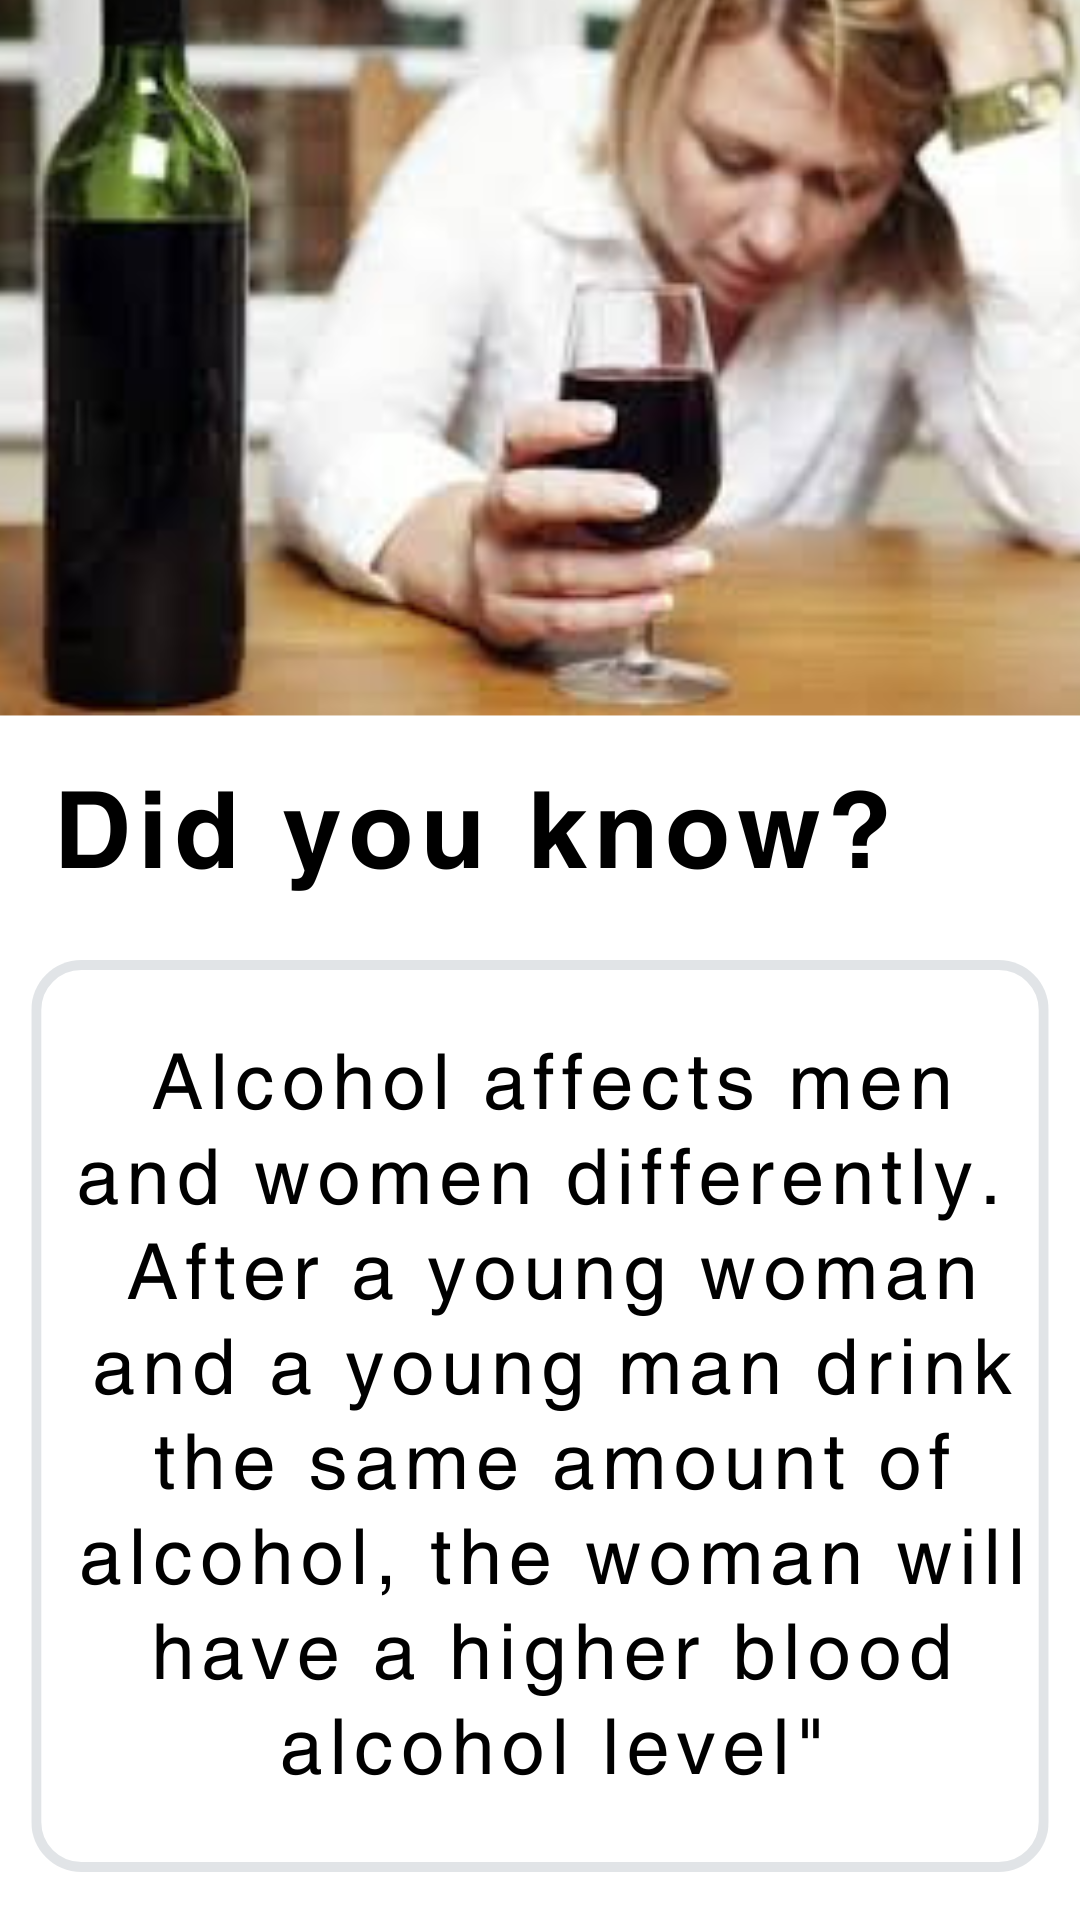 Did you know?
Alcohol affects men
and women differently.
After a young woman
and a young man drink
the same amount of
alcohol, the woman will
have a higher blood
alcohol level"